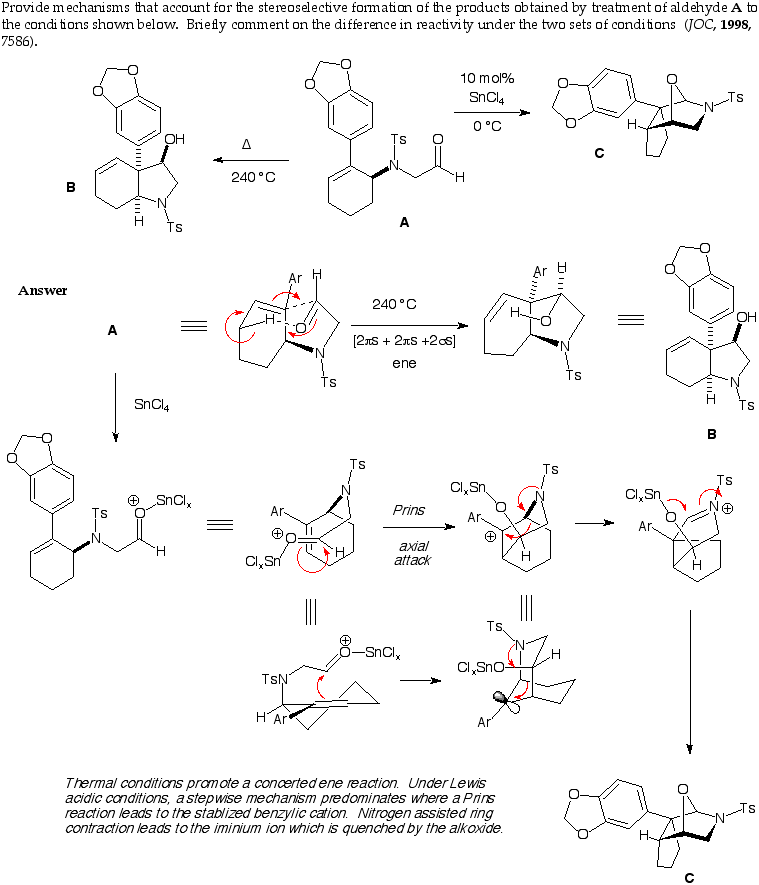 Provide mechanisms that account for the stereoselective formation of the products obtained by treatment of aldehyde A to
the conditions shown below. Briefly comment on the difference in reactivity under the two sets of conditions (JOC, 1998,
7586).
O
O
OH
H
N
Ts
B
Δ
240 °C
O
O
Ts
N
O
H
A
10 mol%
SnCl4
0 °C
O
O
O
N
Ts
H
C
Answer
A
Ar
H
H
O
N
Ts
240 °C
[2πs + 2πs +2σs]
ene
Ar
H
H
O
N
Ts
O
O
OH
H
N
Ts
B
SnCl4
O
O
Ts
N
⊕
O
SnClx
H
Ts
N
Ar
⊕
O
H
ClxSn
Prins
axial
attack
Ts
N
ClxSn
O
Ar
⊕
H
Ts
N
⊕
ClxSn
O
Ar
H
⊕
O
SnClx
TsN
H
Ar
Ts
N
H
ClxSnO
Ar
Thermal conditions promote a concerted ene reaction. Under Lewis
acidic conditions, a stepwise mechanism predominates where a Prins
reaction leads to the stablized benzylic cation. Nitrogen assisted ring
contraction leads to the iminium ion which is quenched by the alkoxide.
O
O
O
N
Ts
H
C